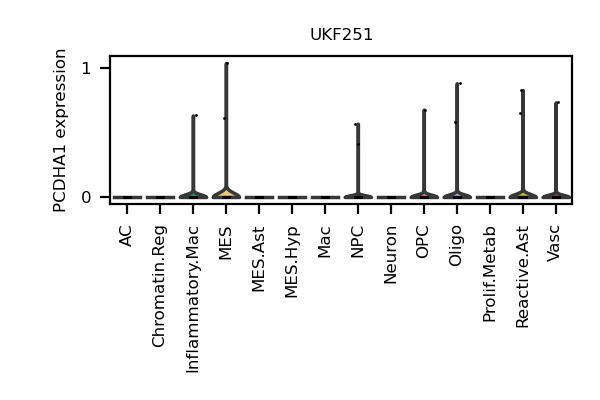 UKF251
PCDHA1 expression
1
0
AC
Chromatin.Reg
Inflammatory.Mac
MES
MES.Ast
MES.Hyp
Mac
NPC
Neuron
OPC
Oligo
Prolif.Metab
Reactive.Ast
Vasc